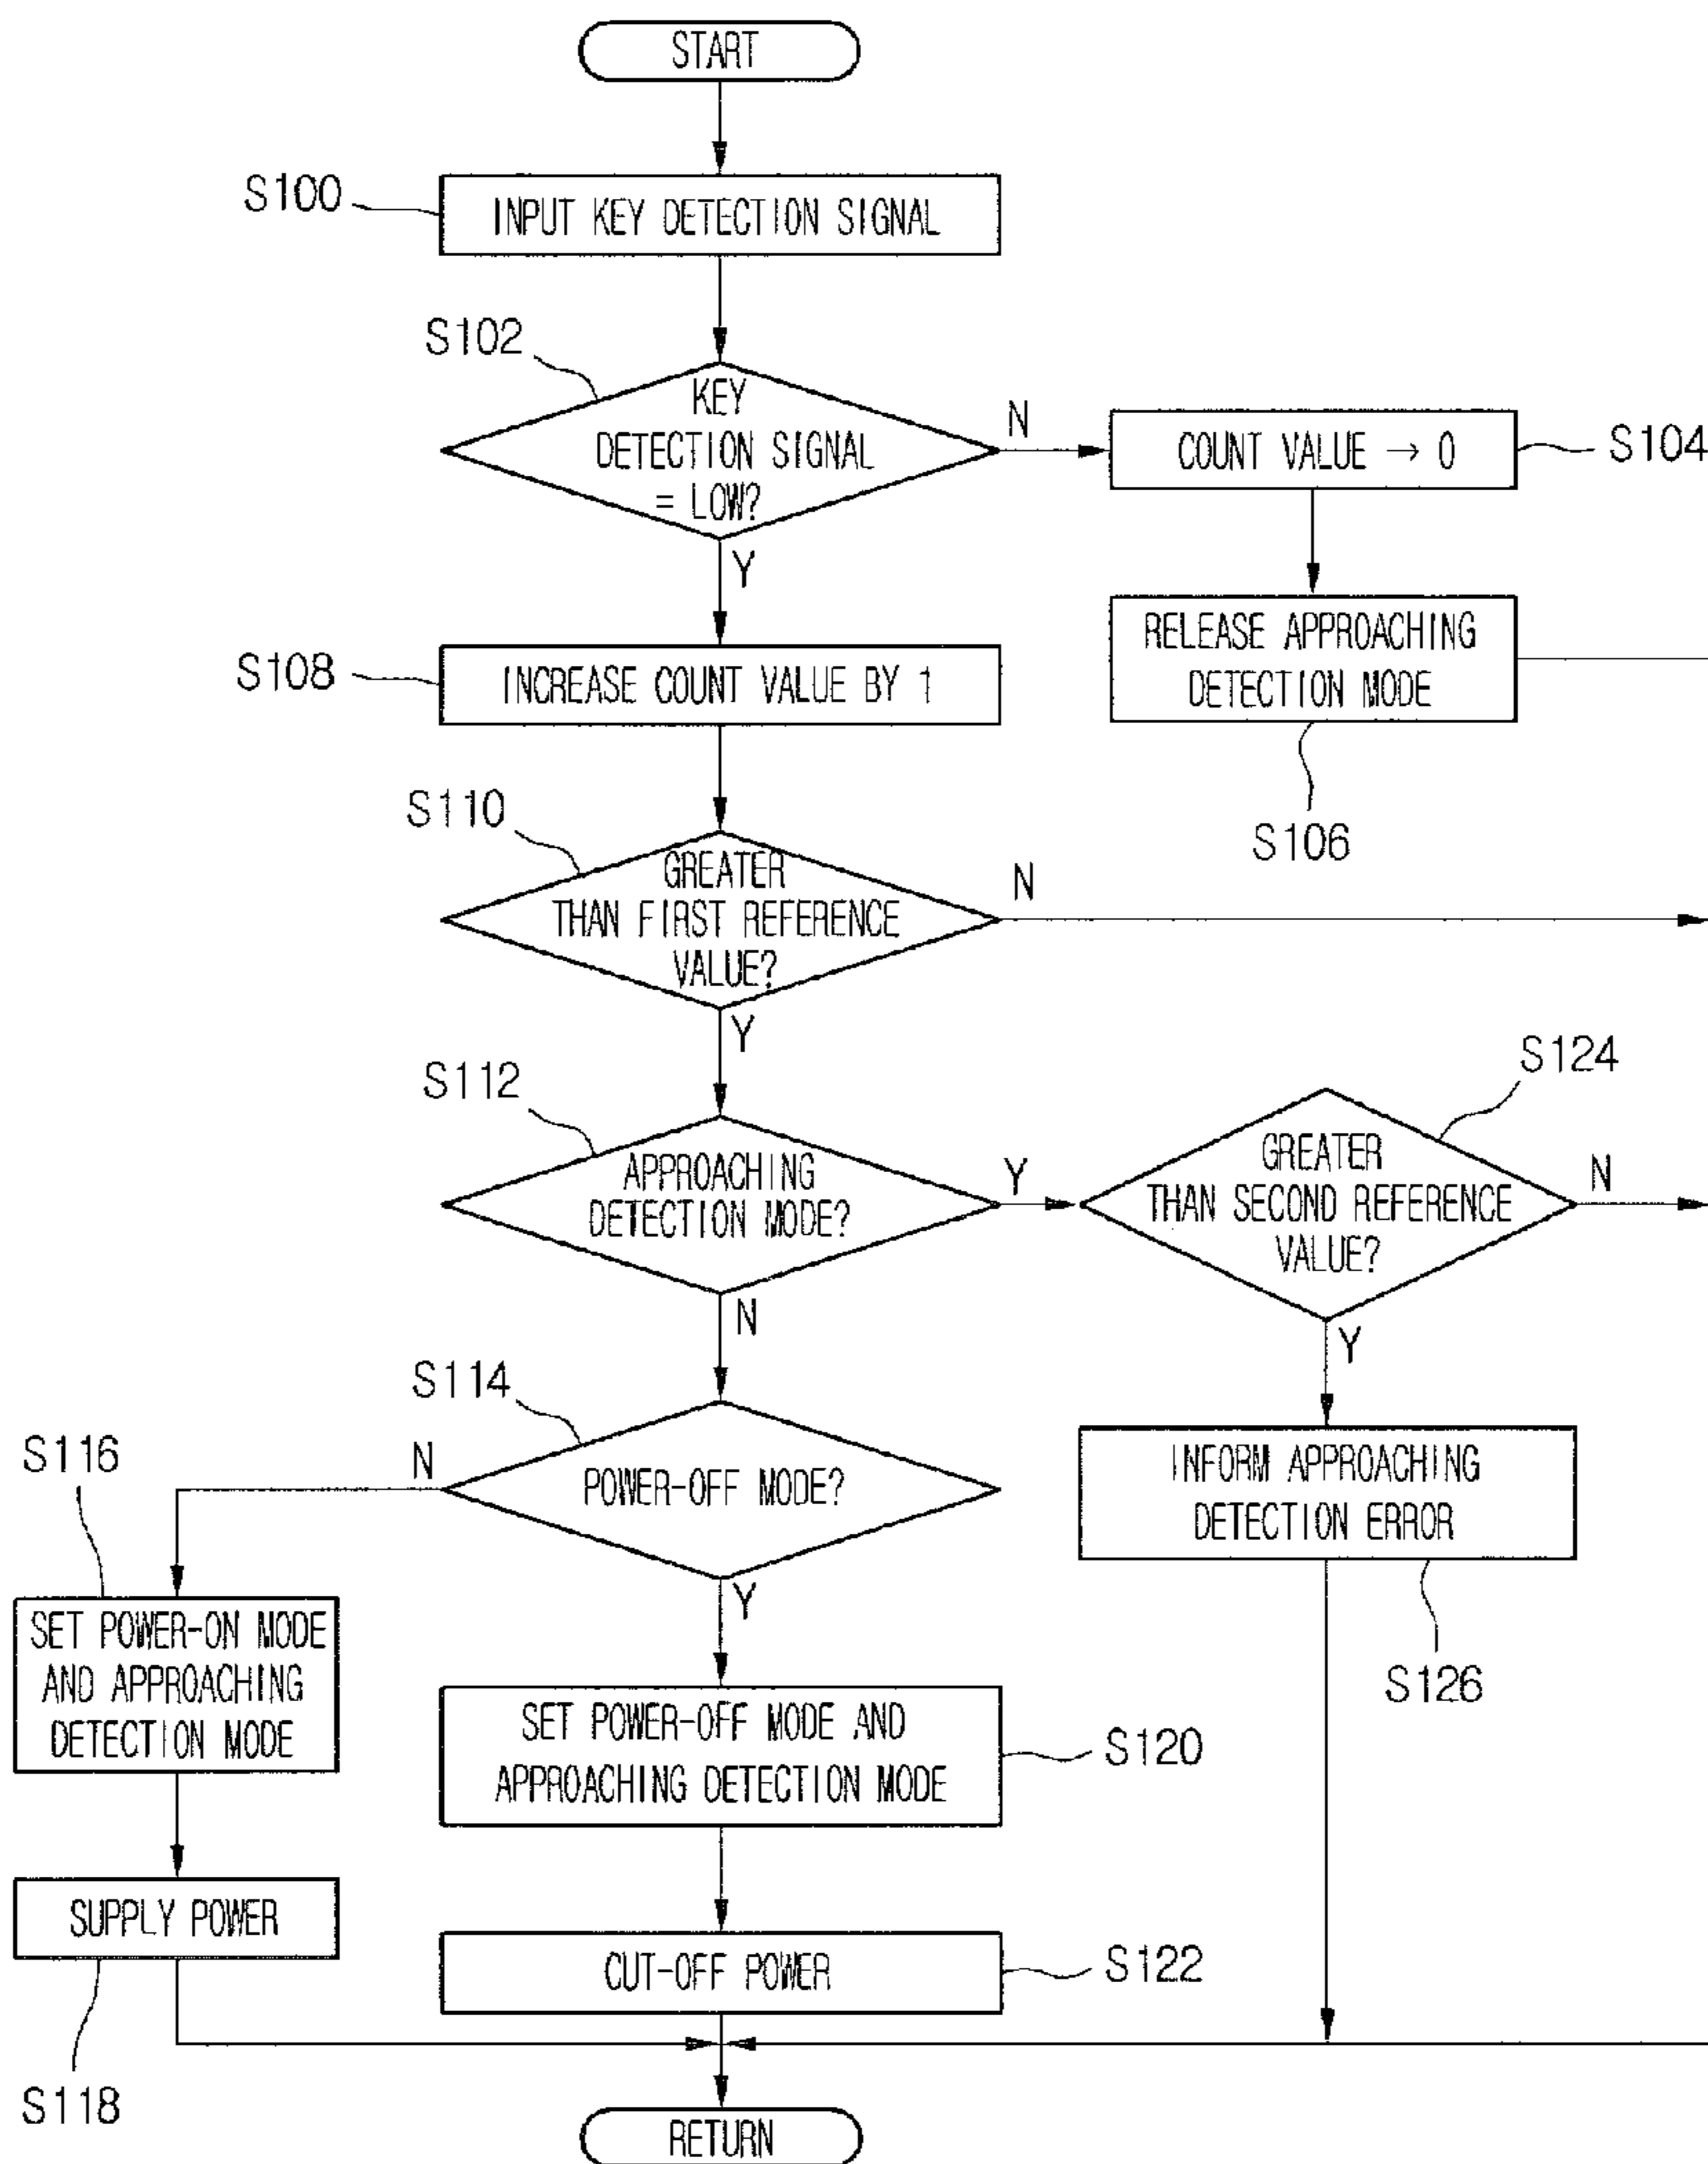 START
S100
INPUT KEY DETECTION SIGNAL
S102
KEY
DETECTION SIGNAL
= LOW?
N
COUNT VALUE → 0
S104
Y
RELEASE APPROACHING
DETECTION MODE
S106
S108
INCREASE COUNT VALUE BY 1
S110
GREATER
THAN FIRST REFERENCE
VALUE?
N
Y
S112
APPROACHING
DETECTION MODE?
Y
S124
GREATER
THAN SECOND REFERENCE
VALUE?
N
N
Y
S114
POWER-OFF MODE?
N
INFORM APPROACHING
DETECTION ERROR
S126
S116
SET POWER-ON MODE
AND APPROACHING
DETECTION MODE
Y
SET POWER-OFF MODE AND
APPROACHING DETECTION MODE
S120
SUPPLY POWER
S118
CUT-OFF POWER
S122
RETURN